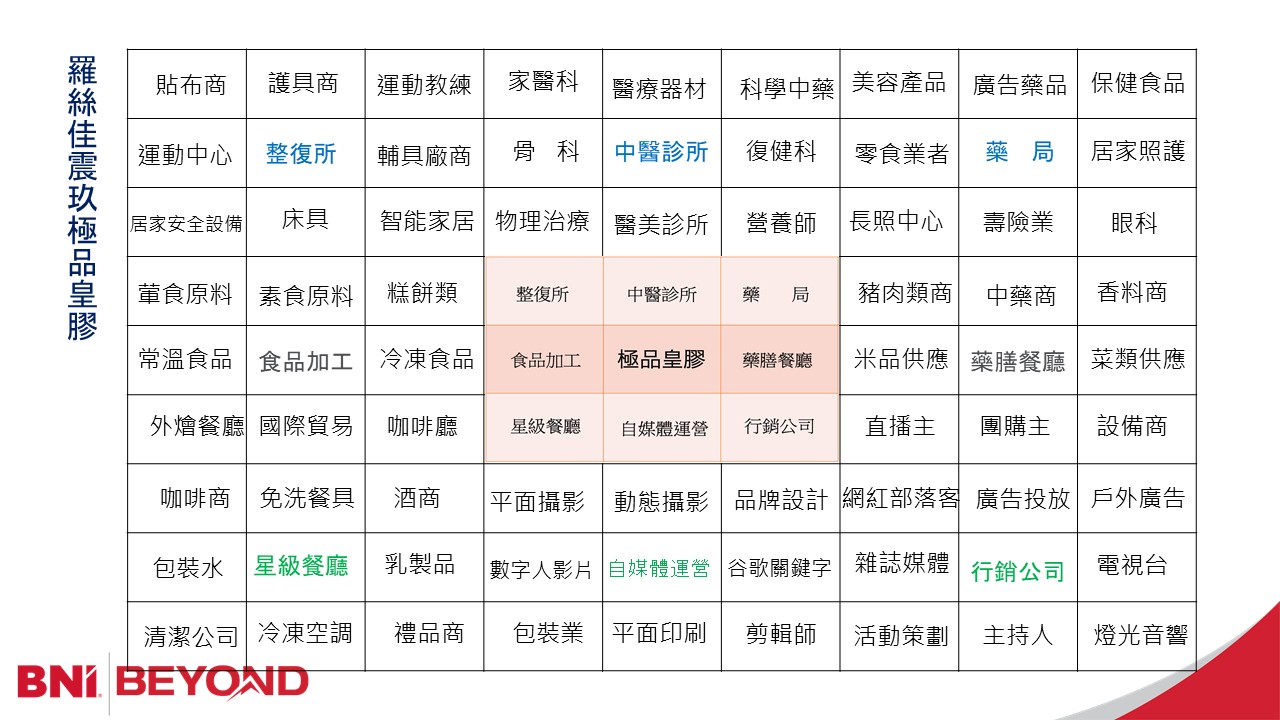 羅絲佳震玖極品皇膠
貼布商 護具商 運動教練 家醫科 醫療器材 科學中藥 美容產品 廣告藥品 保健食品
運動中心 整復所 輔具廠商 骨 科 中醫診所 復健科 零食業者 藥 局 居家照護
居家安全設備 床具 智能家居 物理治療 醫美診所 營養師 長照中心 壽險業 眼科
葷食原料 素食原料 糕餅類 整復所 中醫診所 藥 局 豬肉類商 中藥商 香料商
常溫食品 食品加工 冷凍食品 食品加工 極品皇膠 藥膳餐廳 米品供應 藥膳餐廳 菜類供應
外燴餐廳 國際貿易 咖啡廳 星級餐廳 自媒體運營 行銷公司 直播主 團購主 設備商
咖啡商 免洗餐具 酒商 平面攝影 動態攝影 品牌設計 網紅部落客 廣告投放 戶外廣告
包裝水 星級餐廳 乳製品 數字人影片 自媒體運營 谷歌關鍵字 雜誌媒體 行銷公司 電視台
清潔公司 冷凍空調 禮品商 包裝業 平面印刷 剪輯師 活動策劃 主持人 燈光音響
BNI BEYOND